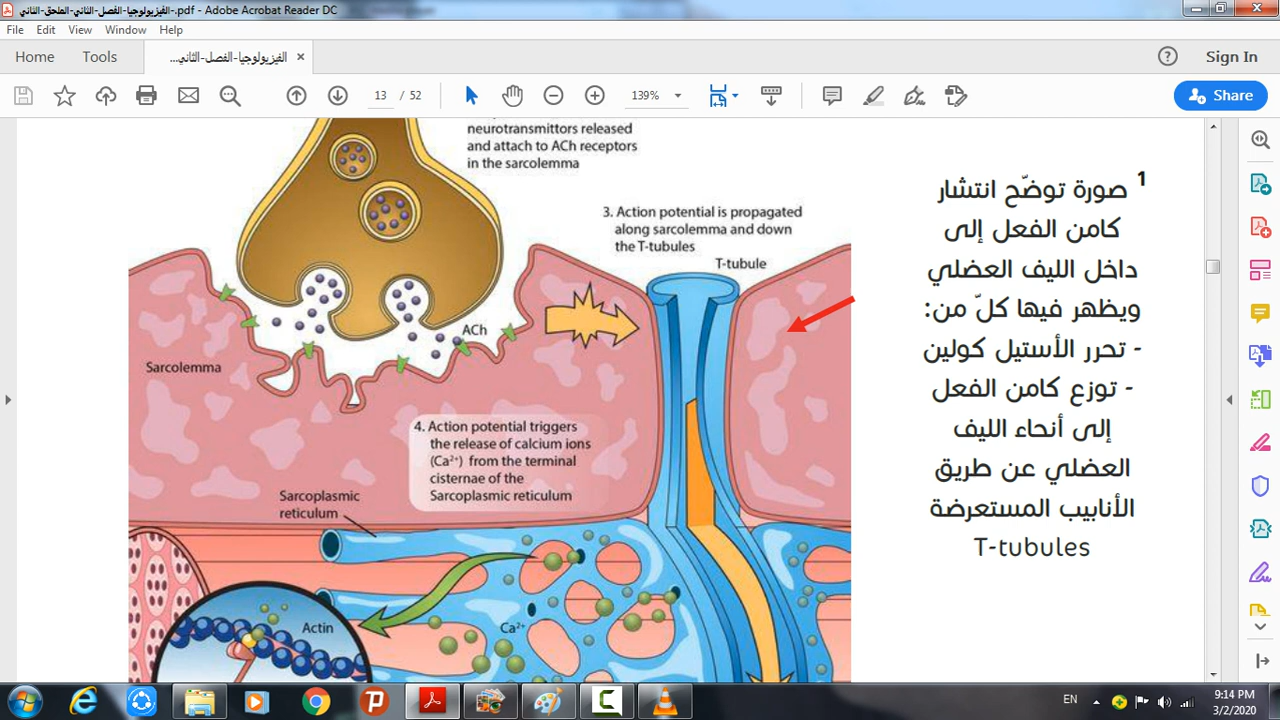 الفيزيولوجيا-الفصل-الثاني-الملحق-الثاني-.pdf - Adobe Acrobat Reader DC
File Edit View Window Help
Home Tools الفيزيولوجيا-الفصل-الثاني... × Sign In
13 / 52 139% Share
neurotransmittors released
and attach to ACh receptors
in the sarcolemma
3. Action potential is propagated
along sarcolemma and down
the T-tubules
T-tubule
ACh
Sarcolemma
4. Action potential triggers
the release of calcium ions
(Ca²⁺) from the terminal
cisternae of the
Sarcoplasmic reticulum
Sarcoplasmic
reticulum
Actin
Ca²⁺
1 صورة توضّح انتشار
كامن الفعل إلى
داخل الليف العضلي
ويظهر فيها كلّ من:
- تحرر الأستيل كولين
- توزع كامن الفعل
إلى أنحاء الليف
العضلي عن طريق
الأنابيب المستعرضة
T-tubules
EN 9:14 PM
3/2/2020